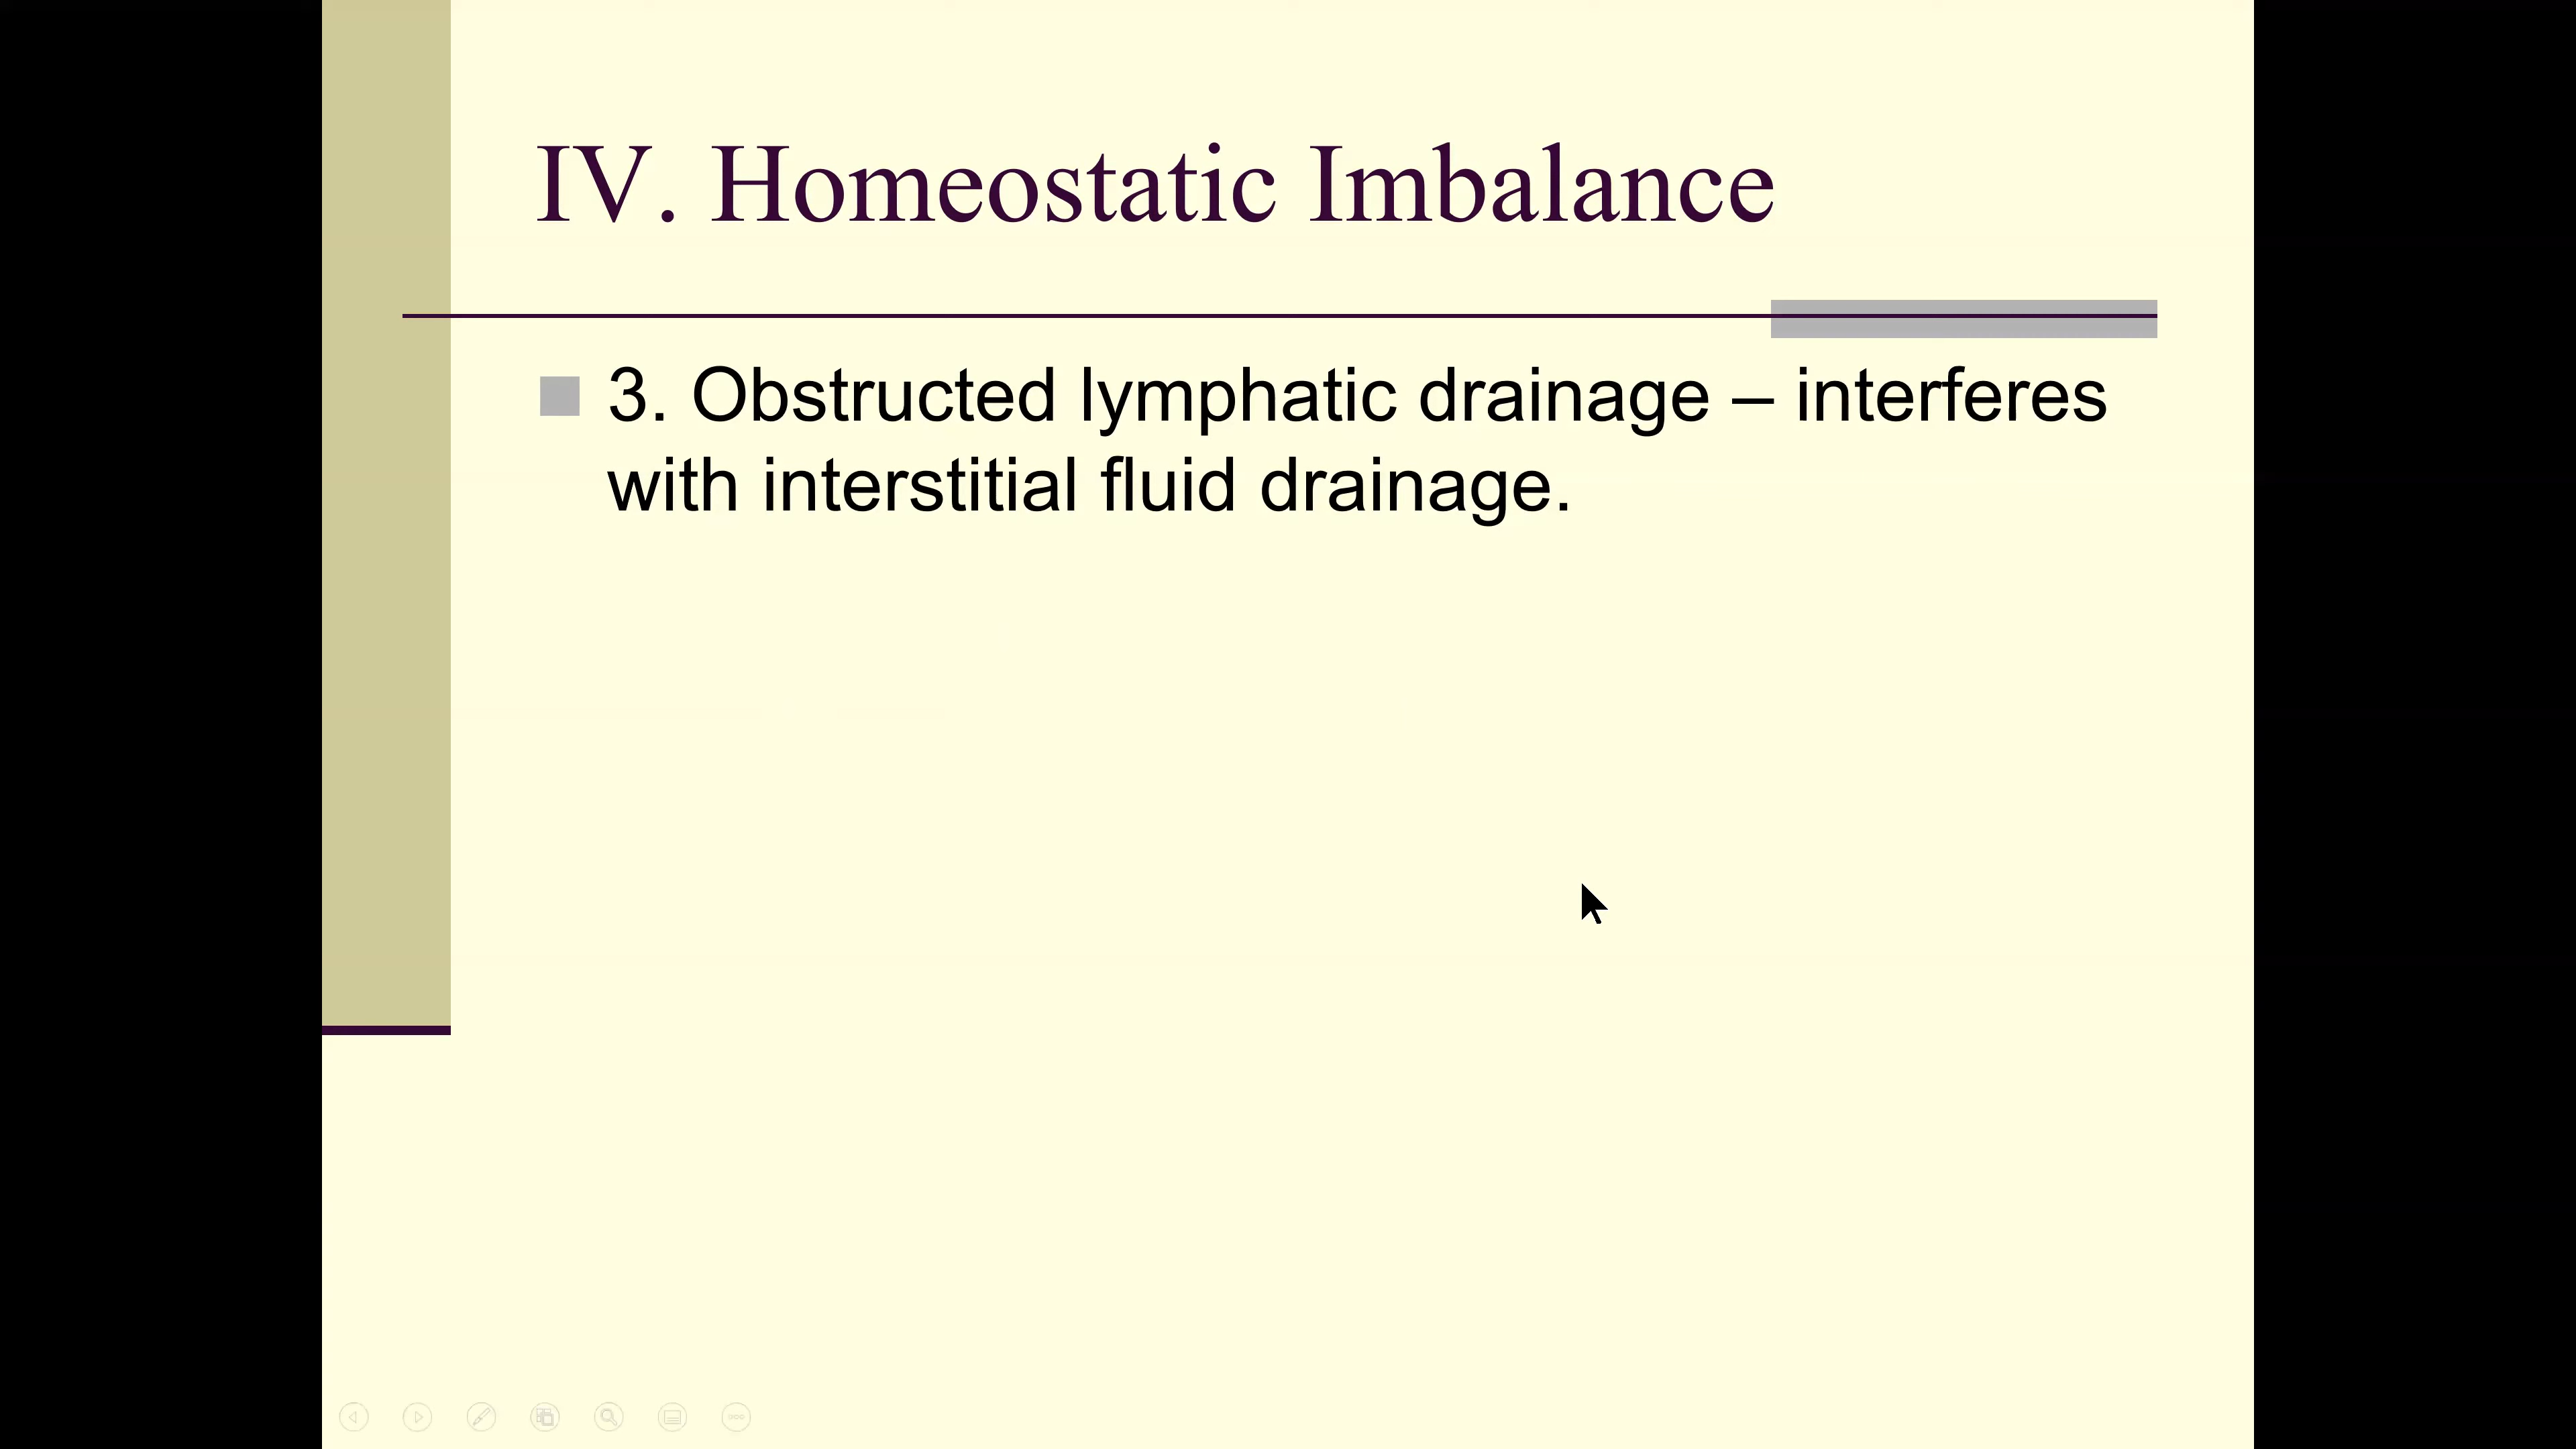 IV. Homeostatic Imbalance
3. Obstructed lymphatic drainage – interferes
with interstitial fluid drainage.